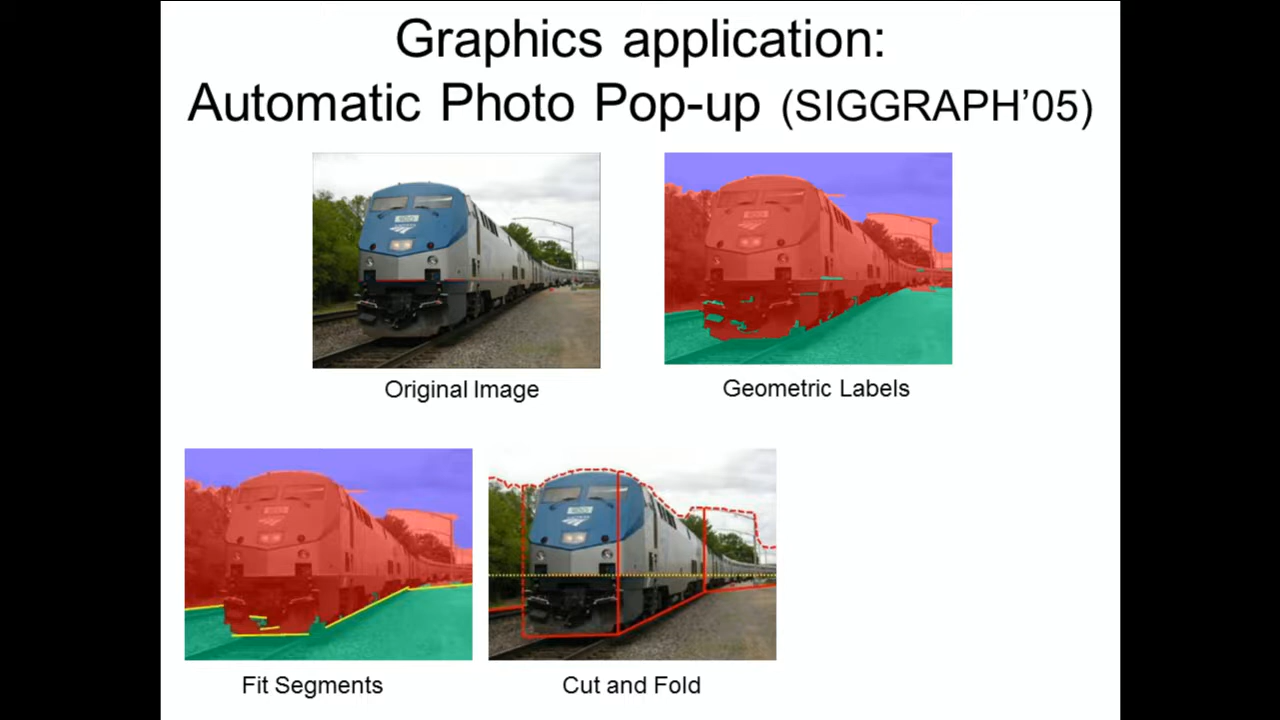 Graphics application:
Automatic Photo Pop-up (SIGGRAPH’05)
Original Image
Geometric Labels
Fit Segments
Cut and Fold